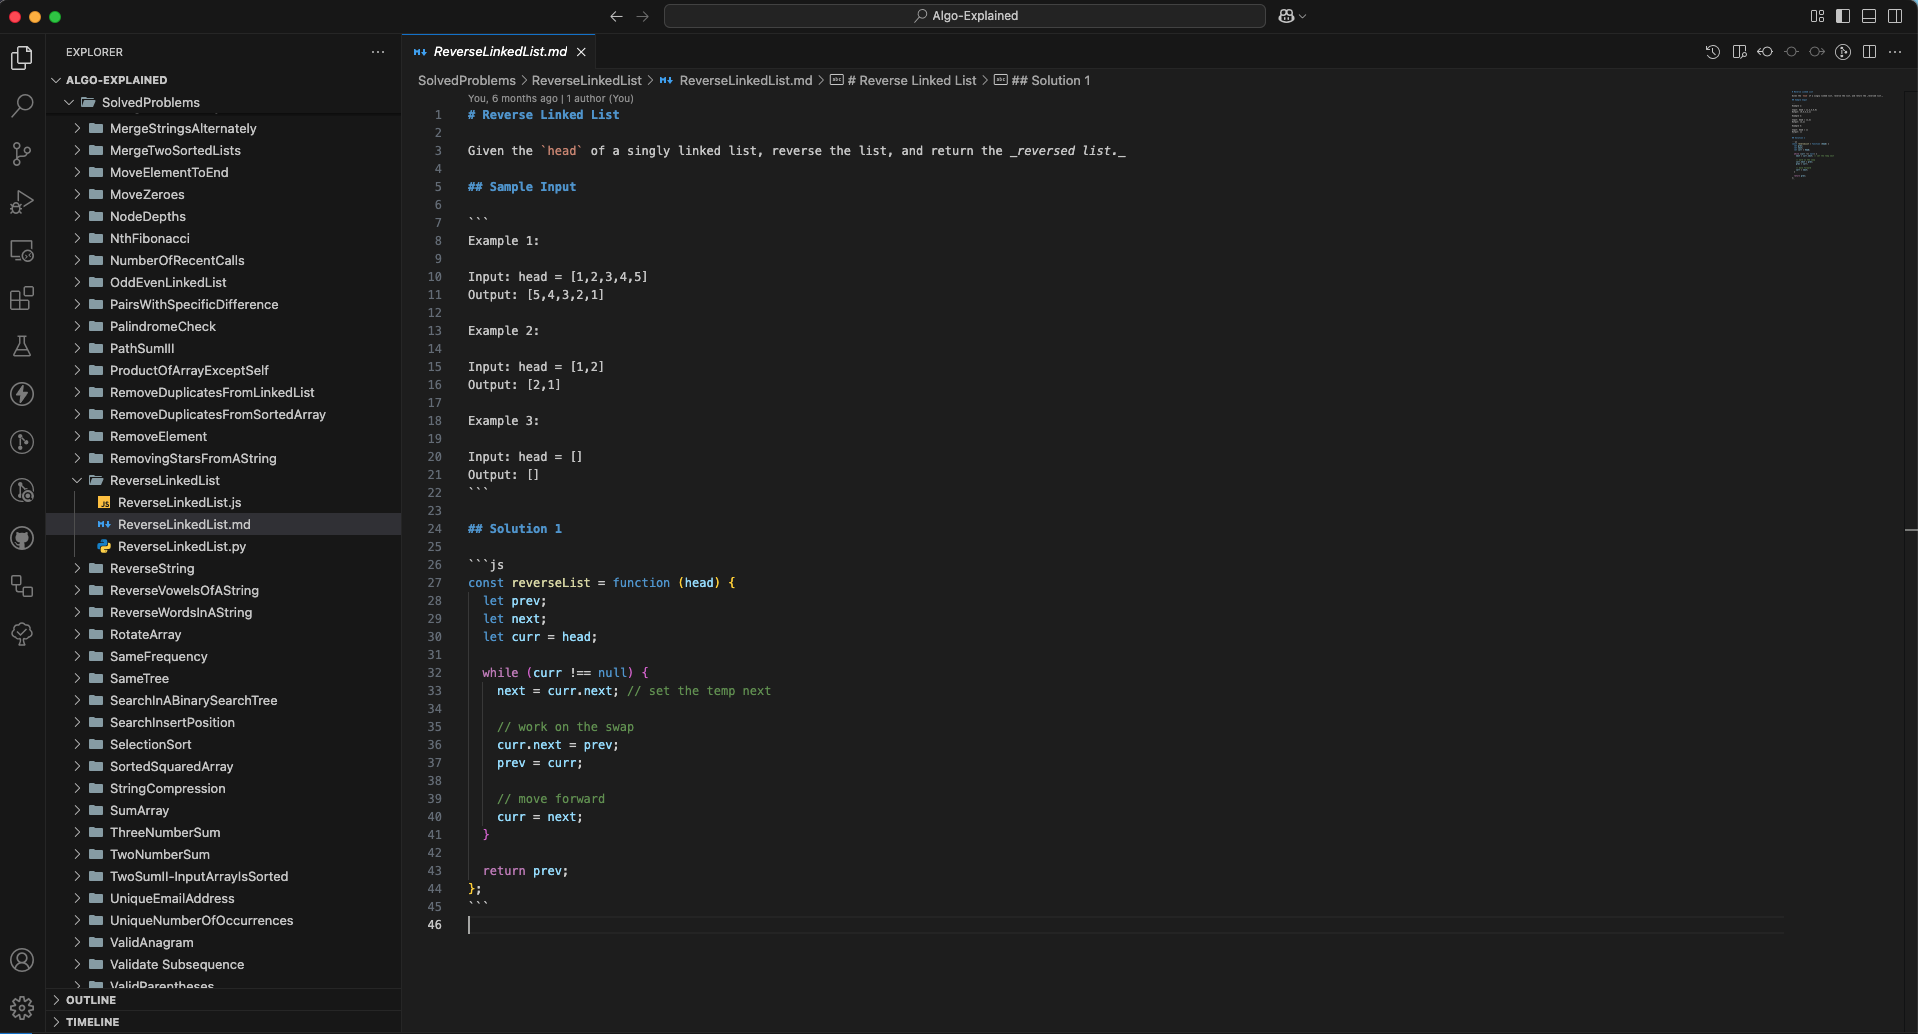 Algo-Explained
EXPLORER
ALGO-EXPLAINED
SolvedProblems
MergeStringsAlternately
MergeTwoSortedLists
MoveElementToEnd
MoveZeroes
NodeDepths
NthFibonacci
NumberOfRecentCalls
OddEvenLinkedList
PairsWithSpecificDifference
PalindromeCheck
PathSumIII
ProductOfArrayExceptSelf
RemoveDuplicatesFromLinkedList
RemoveDuplicatesFromSortedArray
RemoveElement
RemovingStarsFromAString
ReverseLinkedList
JS ReverseLinkedList.js
M↓ ReverseLinkedList.md
ReverseLinkedList.py
ReverseString
ReverseVowelsOfAString
ReverseWordsInAString
RotateArray
SameFrequency
SameTree
SearchInABinarySearchTree
SearchInsertPosition
SelectionSort
SortedSquaredArray
StringCompression
SumArray
ThreeNumberSum
TwoNumberSum
TwoSumII-InputArrayIsSorted
UniqueEmailAddress
UniqueNumberOfOccurrences
ValidAnagram
Validate Subsequence
ValidParentheses
OUTLINE
TIMELINE
M↓ ReverseLinkedList.md
SolvedProblems > ReverseLinkedList > M↓ ReverseLinkedList.md > abc # Reverse Linked List > abc ## Solution 1
You, 6 months ago | 1 author (You)
1 # Reverse Linked List
2
3 Given the `head` of a singly linked list, reverse the list, and return the _reversed list._
4
5 ## Sample Input
6
7 ```
8 Example 1:
9
10 Input: head = [1,2,3,4,5]
11 Output: [5,4,3,2,1]
12
13 Example 2:
14
15 Input: head = [1,2]
16 Output: [2,1]
17
18 Example 3:
19
20 Input: head = []
21 Output: []
22 ```
23
24 ## Solution 1
25
26 ```js
27 const reverseList = function (head) {
28 let prev;
29 let next;
30 let curr = head;
31
32 while (curr !== null) {
33 next = curr.next; // set the temp next
34
35 // work on the swap
36 curr.next = prev;
37 prev = curr;
38
39 // move forward
40 curr = next;
41 }
42
43 return prev;
44 };
45 ```
46